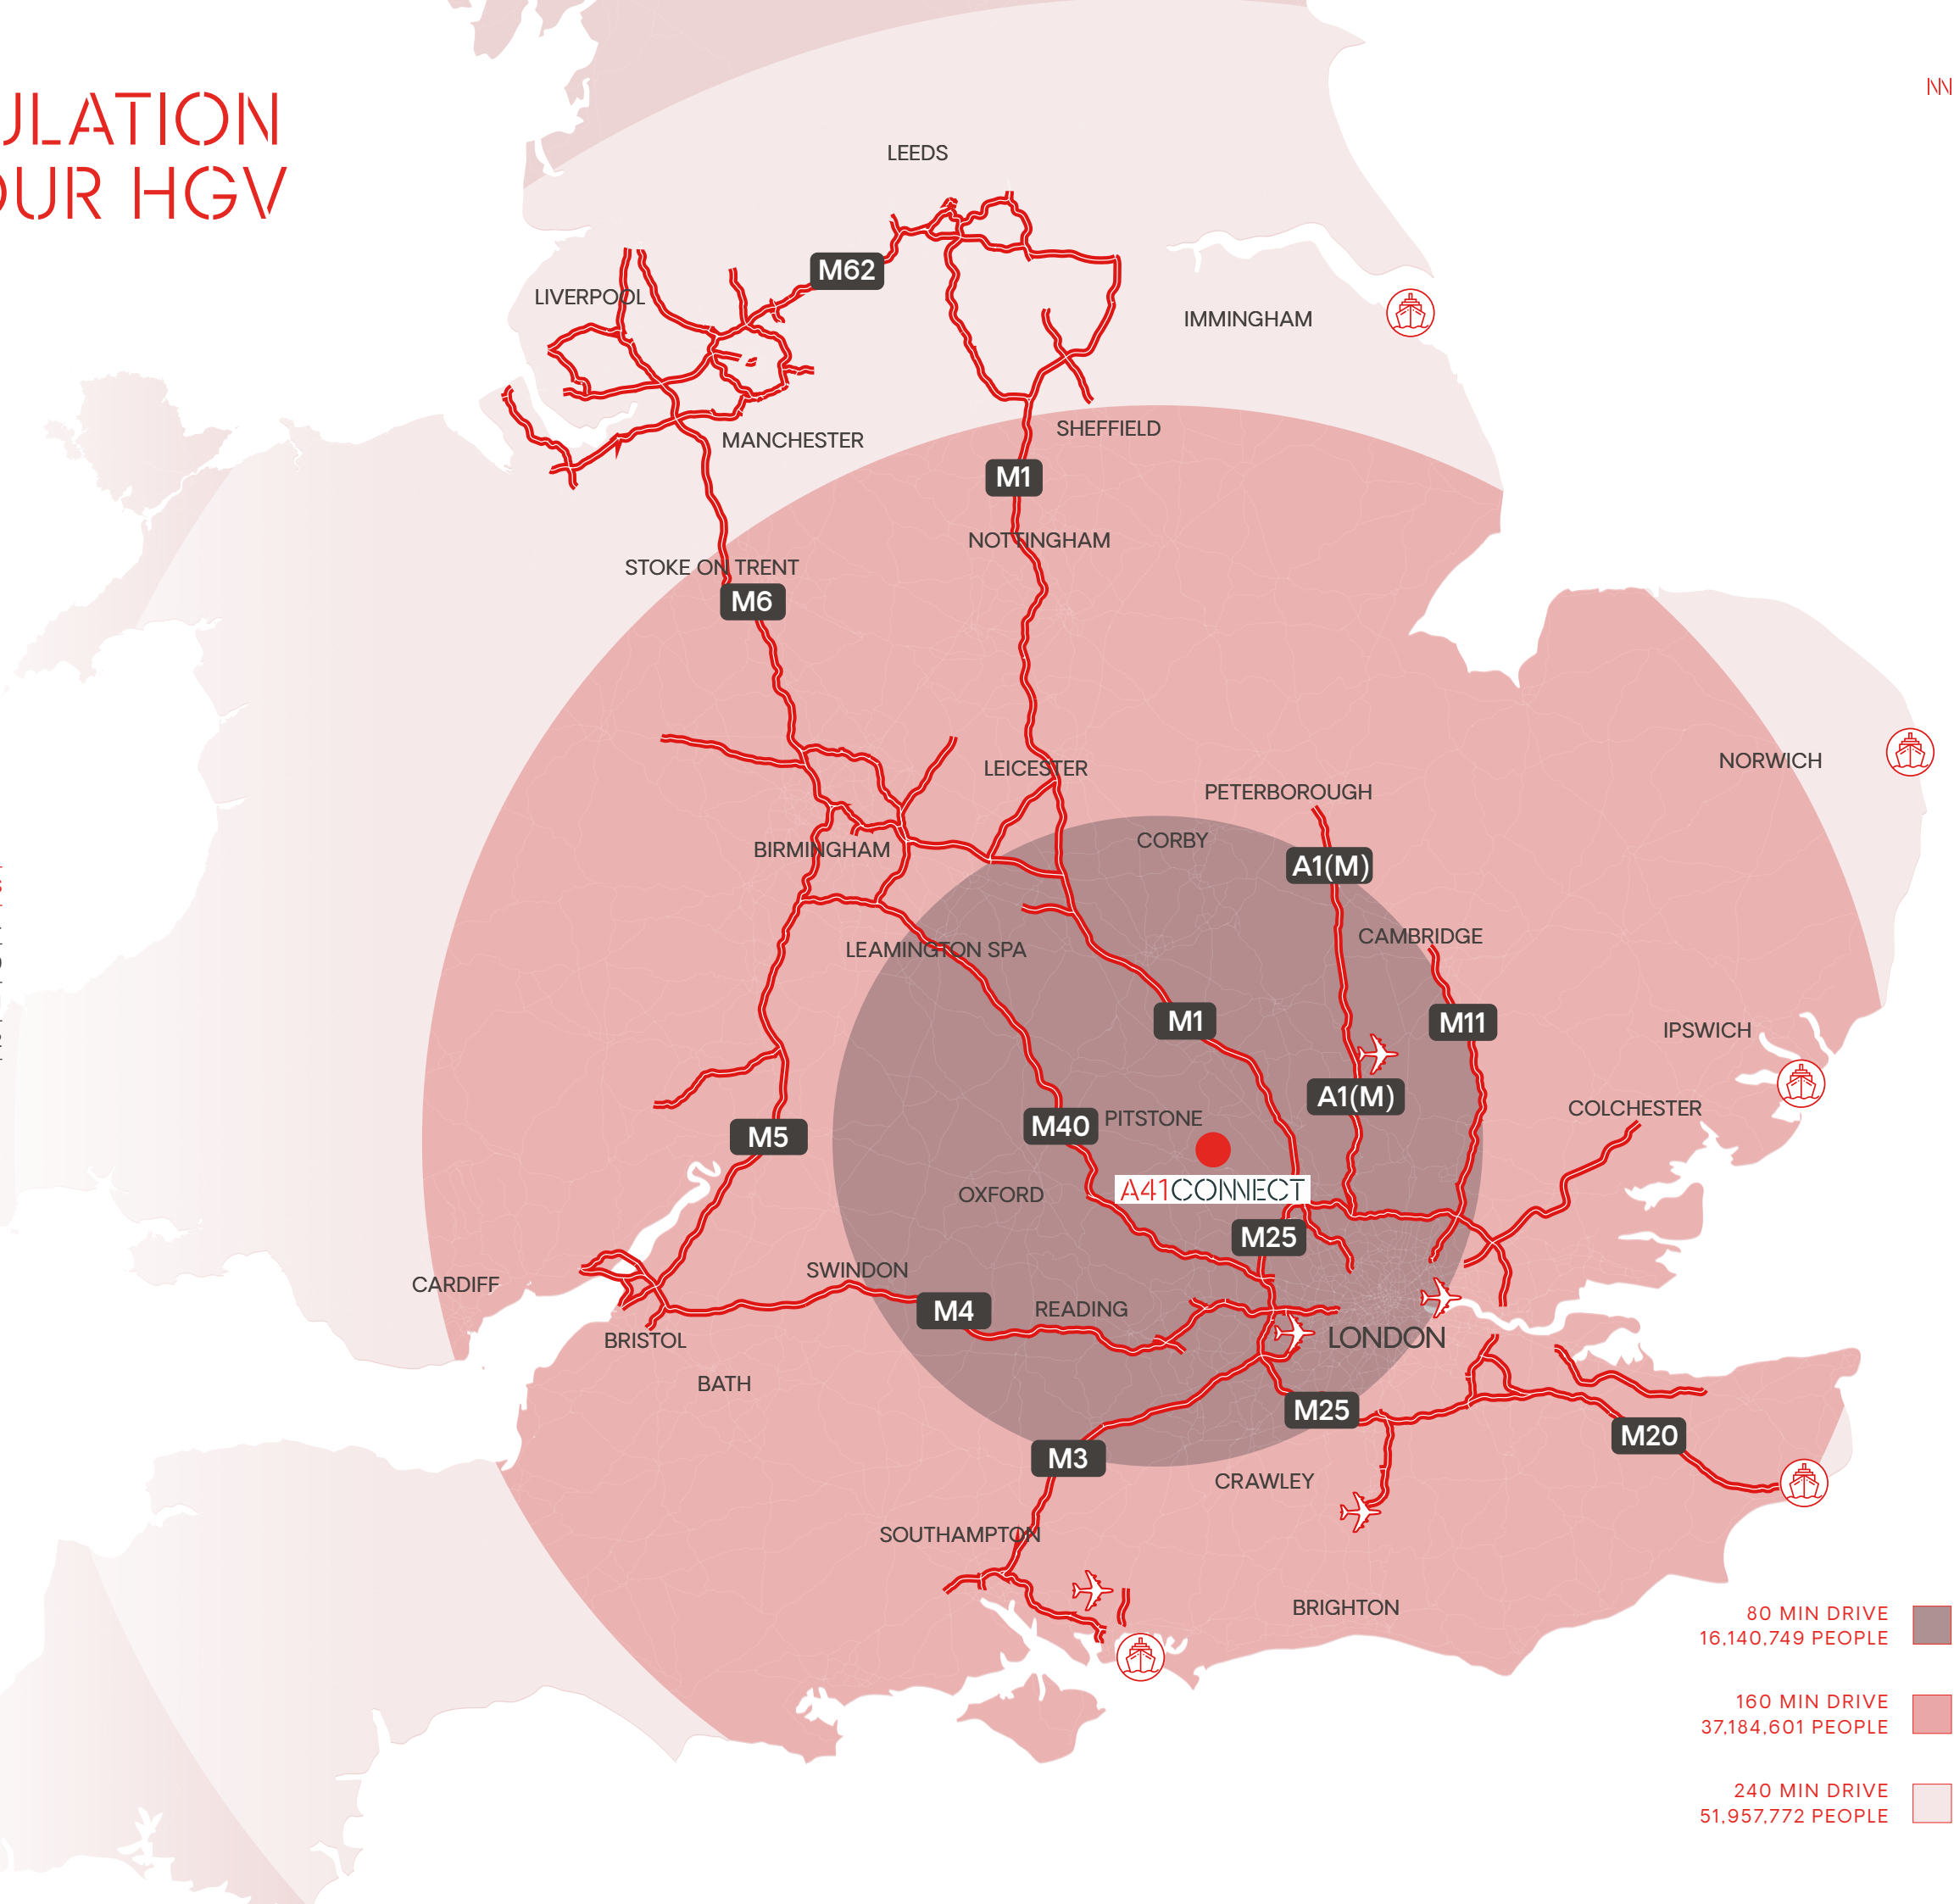 ULATION
OUR HGV
LEEDS
M62
LIVERPOOL
IMMINGHAM
SHEFFIELD
MANCHESTER
M1
NOTTINGHAM
STOKE ON TRENT
M6
NORWICH
LEICESTER
PETERBOROUGH
CORBY
BIRMINGHAM
A1(M)
CAMBRIDGE
LEAMINGTON SPA
M1
M11
IPSWICH
A1(M)
COLCHESTER
PITSTONE
M40
M5
A41CONNECT
OXFORD
M25
SWINDON
CARDIFF
READING
M4
LONDON
BRISTOL
BATH
M25
M20
M3
CRAWLEY
SOUTHAMPTON
BRIGHTON
80 MIN DRIVE
16,140,749 PEOPLE
160 MIN DRIVE
37,184,601 PEOPLE
240 MIN DRIVE
51,957,772 PEOPLE